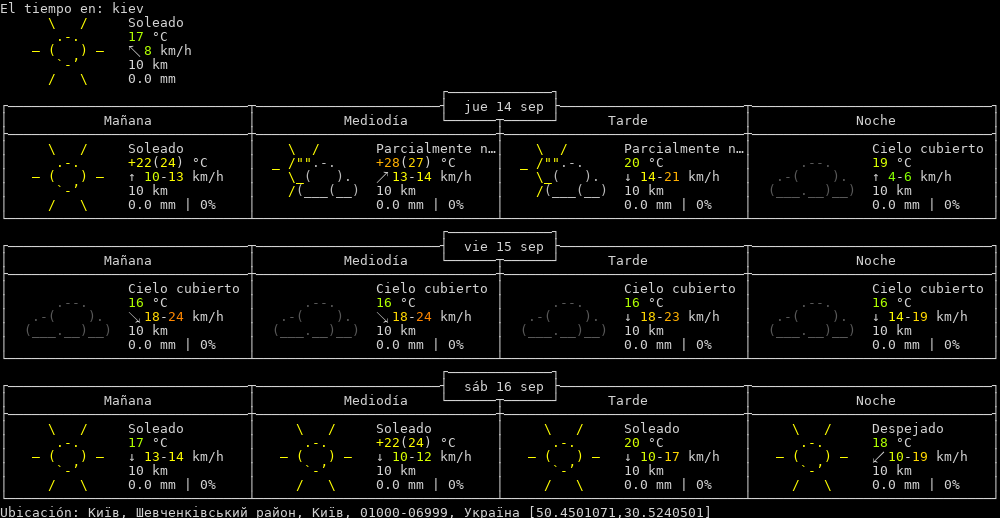 El tiempo en: kiev
Soleado
17 °C
↖ 8 km/h
10 km
0.0 mm
jue 14 sep
Mañana Mediodía Tarde Noche
Soleado Parcialmente n… Parcialmente n… Cielo cubierto
+22(24) °C +28(27) °C 20 °C 19 °C
↑ 10-13 km/h ↗ 13-14 km/h ↓ 14-21 km/h ↑ 4-6 km/h
10 km 10 km 10 km 10 km
0.0 mm | 0% 0.0 mm | 0% 0.0 mm | 0% 0.0 mm | 0%
vie 15 sep
Mañana Mediodía Tarde Noche
Cielo cubierto Cielo cubierto Cielo cubierto Cielo cubierto
16 °C 16 °C 16 °C 16 °C
↘ 18-24 km/h ↘ 18-24 km/h ↓ 18-23 km/h ↓ 14-19 km/h
10 km 10 km 10 km 10 km
0.0 mm | 0% 0.0 mm | 0% 0.0 mm | 0% 0.0 mm | 0%
sáb 16 sep
Mañana Mediodía Tarde Noche
Soleado Soleado Soleado Despejado
17 °C +22(24) °C 20 °C 18 °C
↓ 13-14 km/h ↓ 10-12 km/h ↓ 10-17 km/h ↙ 10-19 km/h
10 km 10 km 10 km 10 km
0.0 mm | 0% 0.0 mm | 0% 0.0 mm | 0% 0.0 mm | 0%
Ubicación: Київ, Шевченківський район, Київ, 01000-06999, Україна [50.4501071,30.5240501]